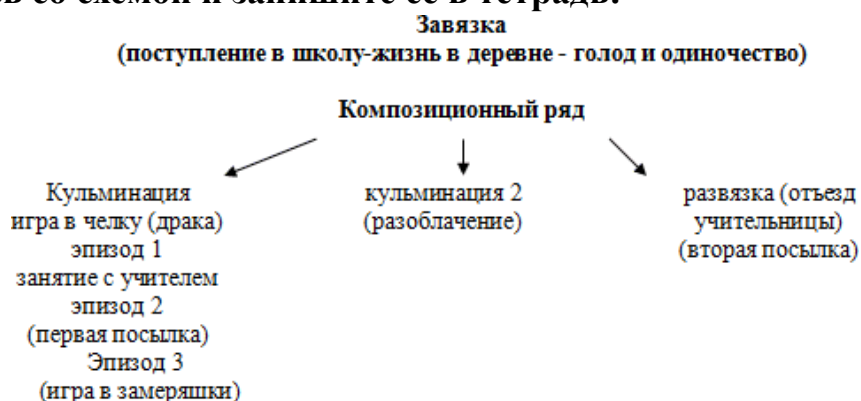 Завязка
(поступление в школу-жизнь в деревне - голод и одиночество)
Композиционный ряд
Кульминация
игра в челку (драка)
эпизод 1
занятие с учителем
эпизод 2
(первая посылка)
Эпизод 3
(игра в замеряшки)
кульминация 2
(разоблачение)
развязка (отъезд
учительницы)
(вторая посылка)